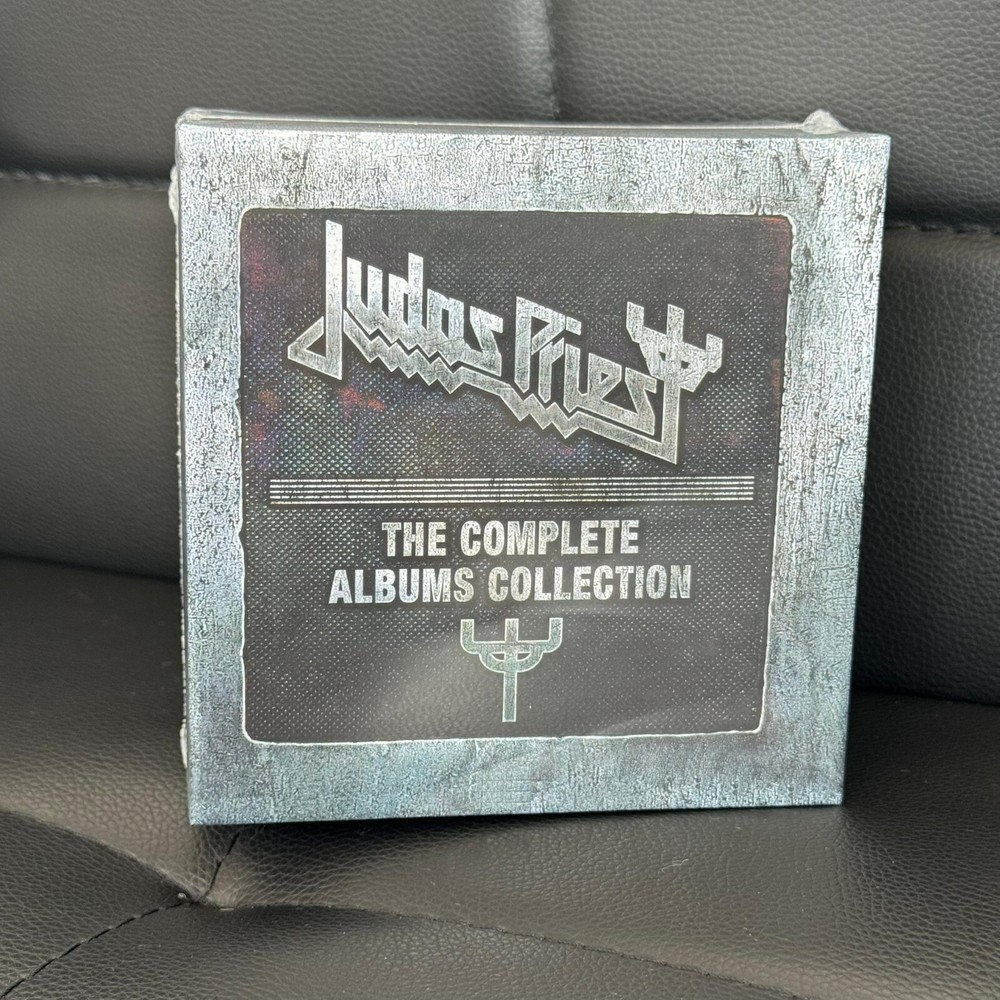 Judas Priest
THE COMPLETE
ALBUMS COLLECTION